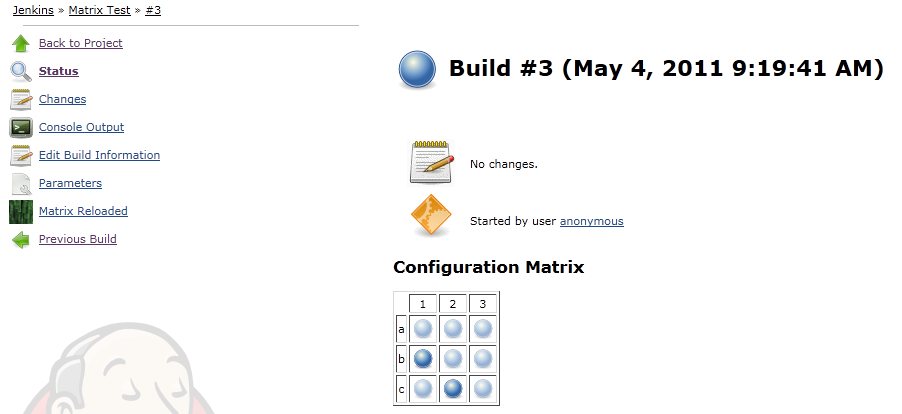 Jenkins » Matrix Test » #3
Back to Project
Status
Changes
Console Output
Edit Build Information
Parameters
Matrix Reloaded
Previous Build
Build #3 (May 4, 2011 9:19:41 AM)
No changes.
Started by user anonymous
Configuration Matrix
1 2 3
a
b
c